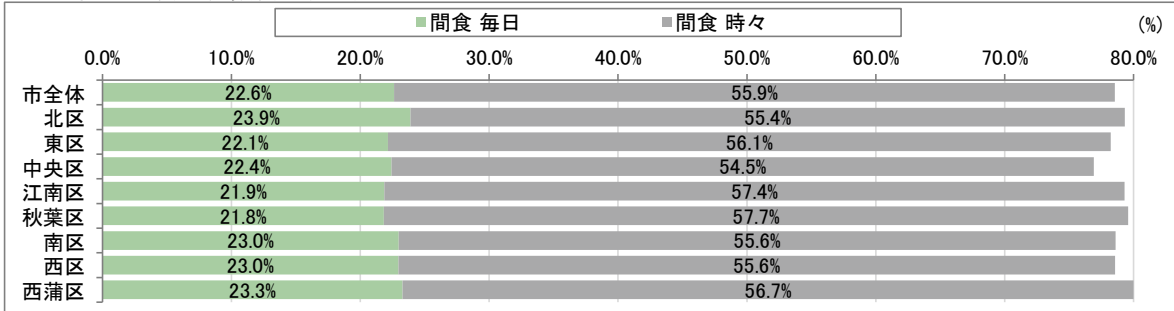 間食 毎日 間食 時々
(%)
0.0% 10.0% 20.0% 30.0% 40.0% 50.0% 60.0% 70.0% 80.0%
市全体 22.6% 55.9%
北区 23.9% 55.4%
東区 22.1% 56.1%
中央区 22.4% 54.5%
江南区 21.9% 57.4%
秋葉区 21.8% 57.7%
南区 23.0% 55.6%
西区 23.0% 55.6%
西蒲区 23.3% 56.7%